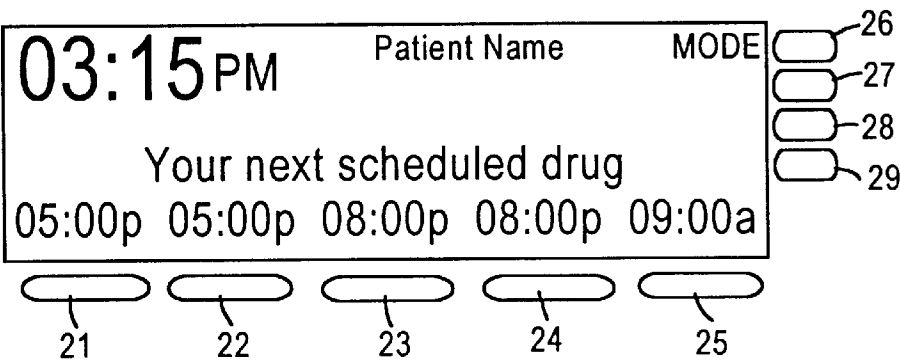 03:15PM Patient Name MODE
Your next scheduled drug
05:00p 05:00p 08:00p 08:00p 09:00a
26
27
28
29
21 22 23 24 25